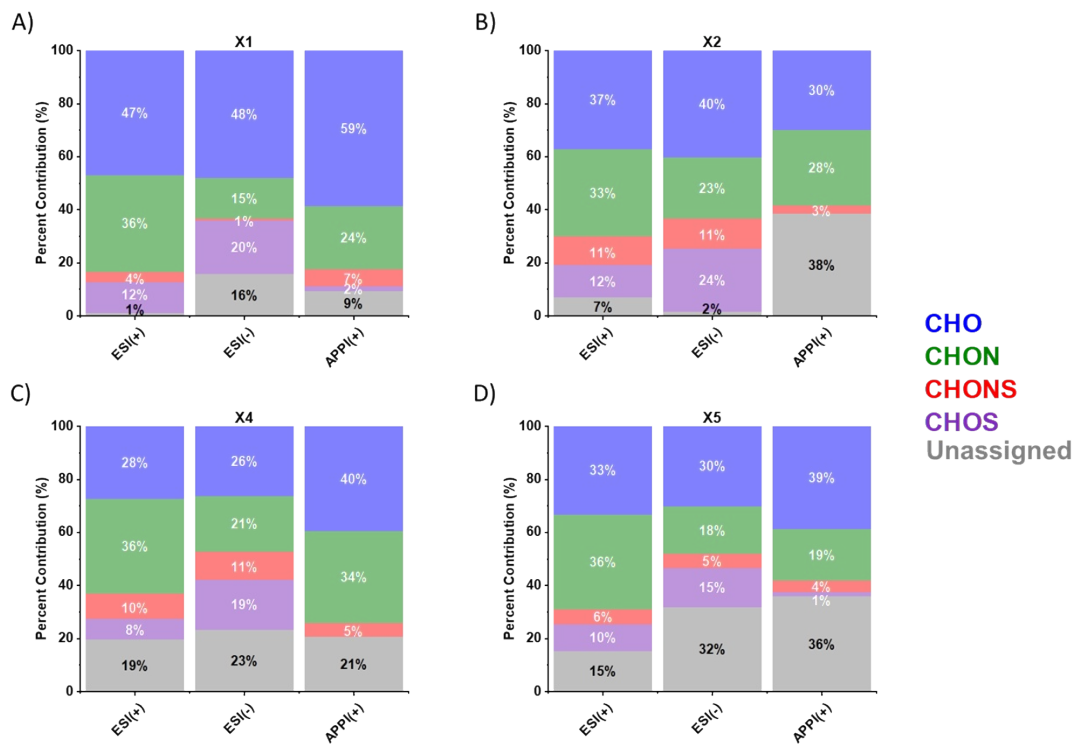 A)
X1
Percent Contribution (%)
100
80
60
40
20
0
47%
36%
4%
12%
1%
48%
15%
1%
20%
16%
59%
24%
7%
2%
9%
ESI(+)
ESI(-)
APPI(+)
B)
X2
Percent Contribution (%)
100
80
60
40
20
0
37%
33%
11%
12%
7%
40%
23%
11%
24%
2%
30%
28%
3%
38%
ESI(+)
ESI(-)
APPI(+)
CHO
CHON
CHONS
CHOS
Unassigned
C)
X4
Percent Contribution (%)
100
80
60
40
20
0
28%
36%
10%
8%
19%
26%
21%
11%
19%
23%
40%
34%
5%
21%
ESI(+)
ESI(-)
APPI(+)
D)
X5
Percent Contribution (%)
100
80
60
40
20
0
33%
36%
6%
10%
15%
30%
18%
5%
15%
32%
39%
19%
4%
1%
36%
ESI(+)
ESI(-)
APPI(+)